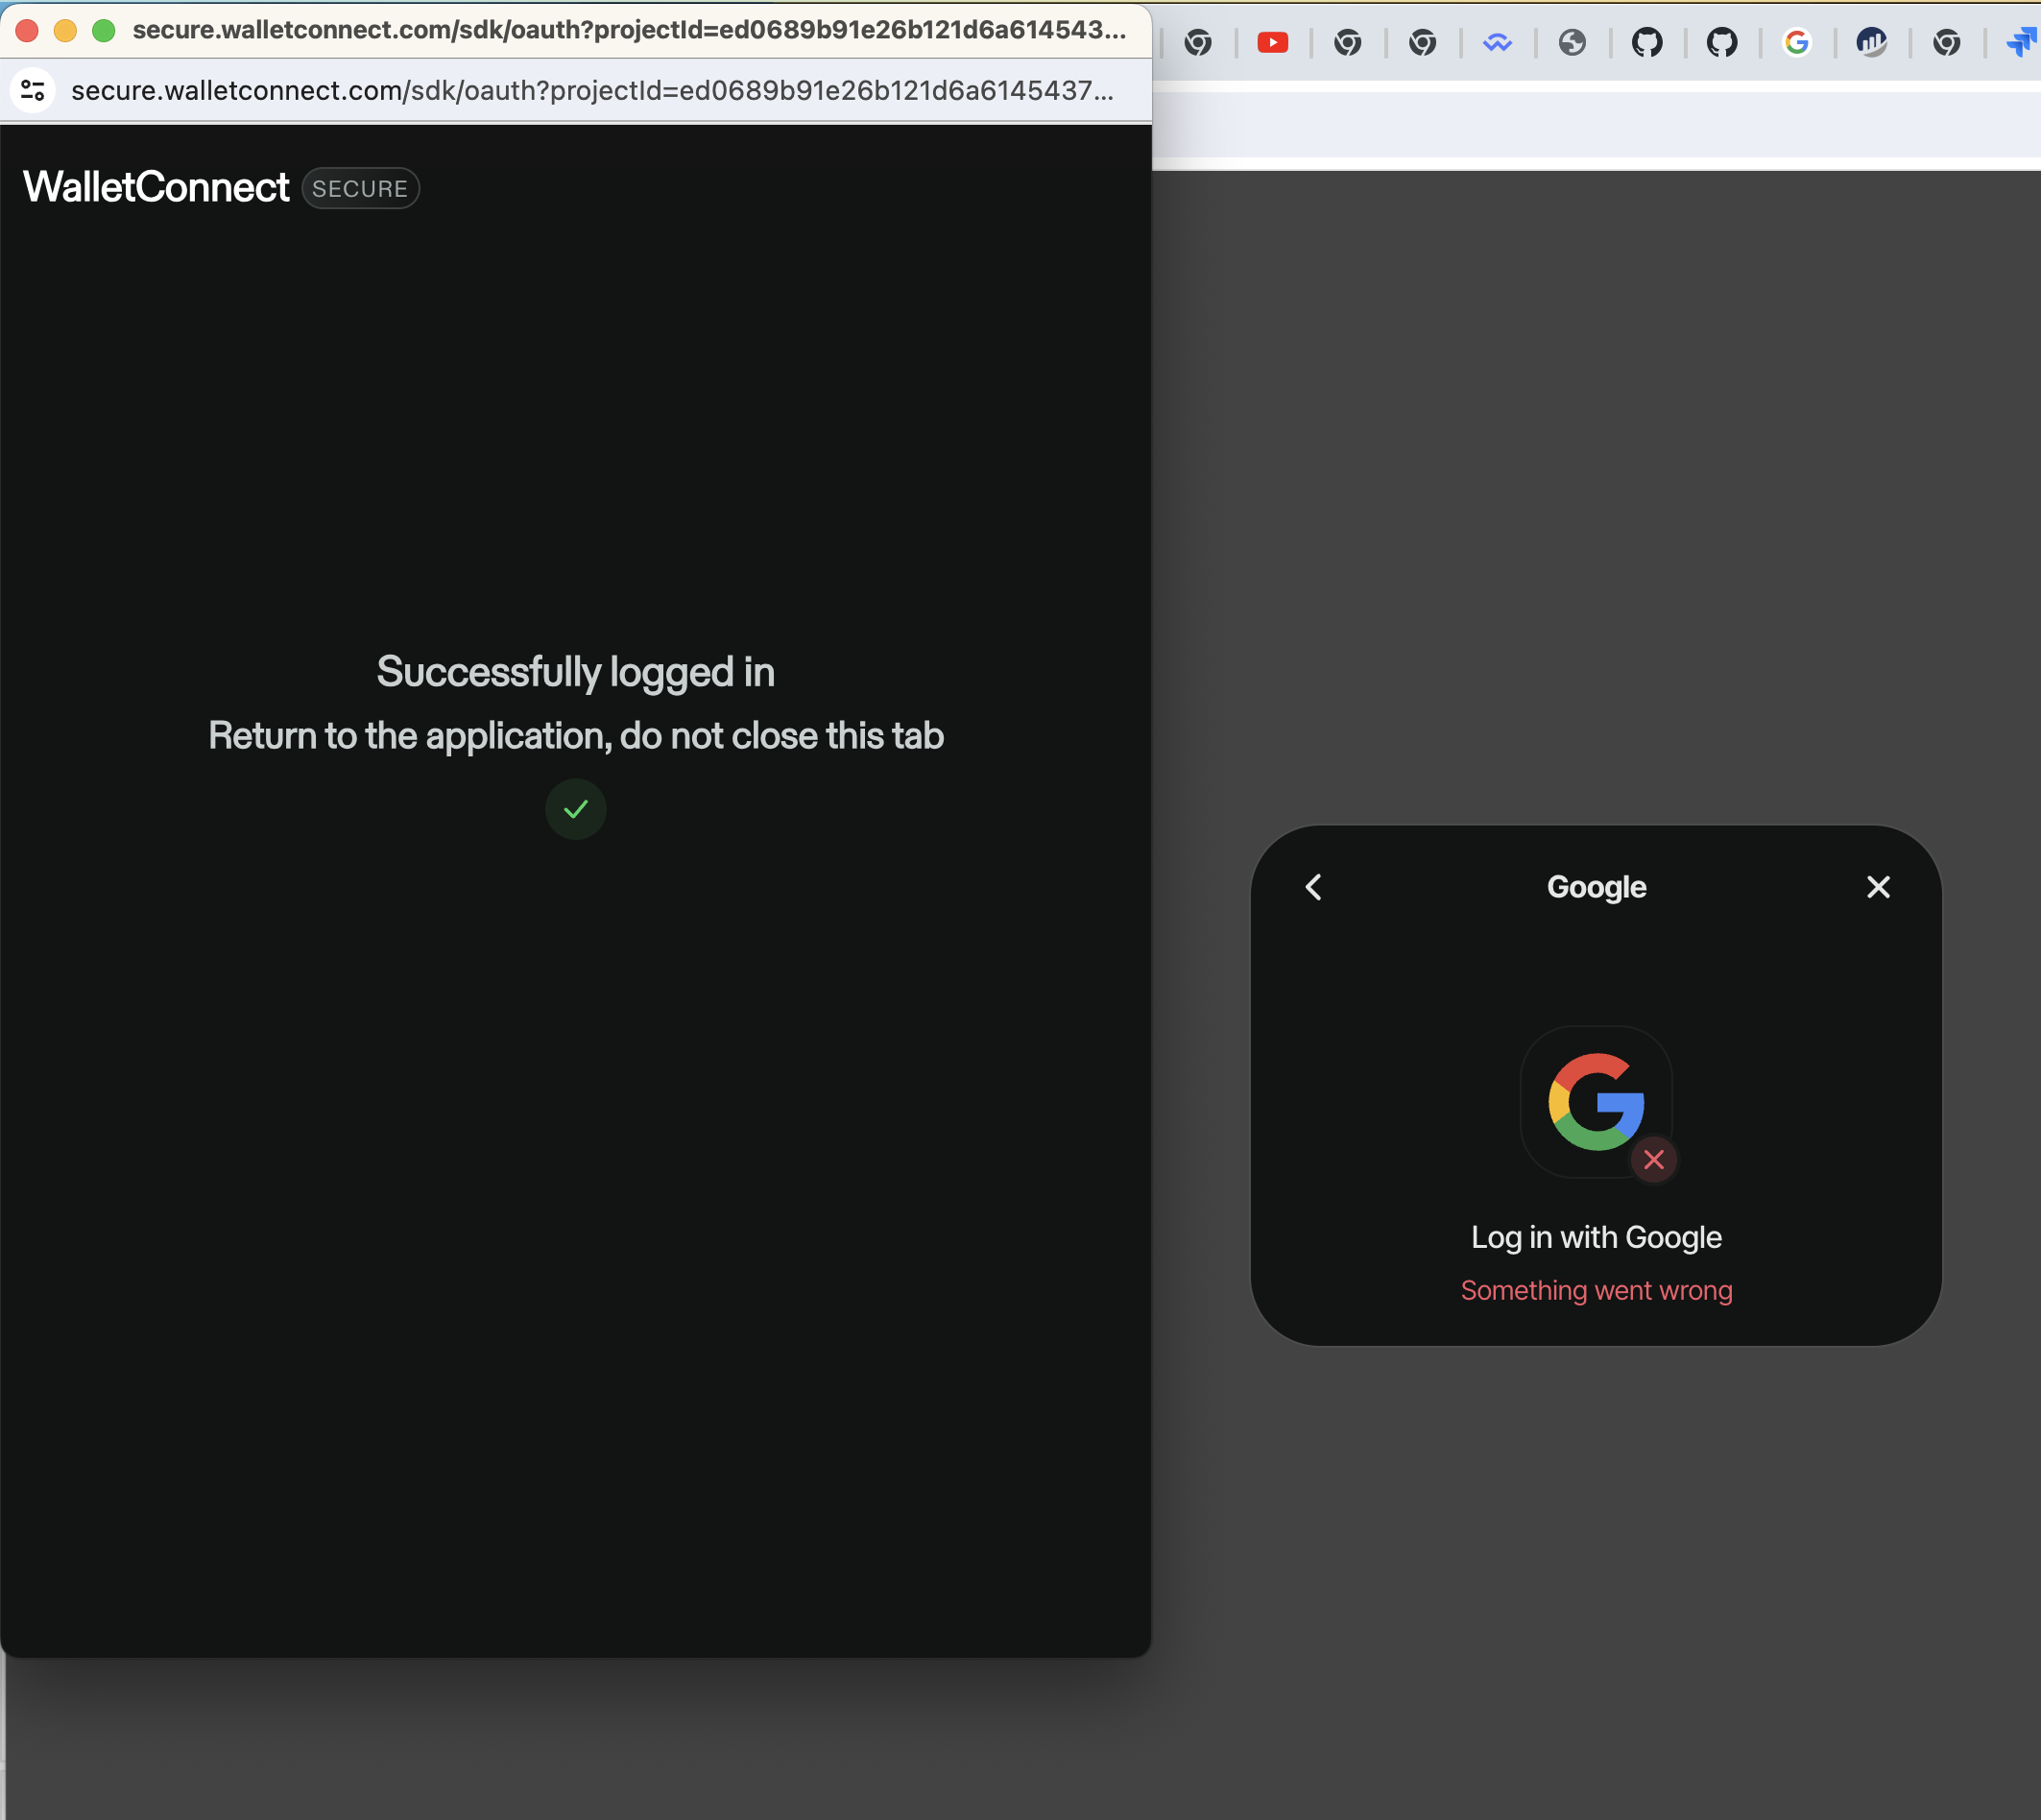 secure.walletconnect.com/sdk/oauth?projectId=ed0689b91e26b121d6a614543...
secure.walletconnect.com/sdk/oauth?projectId=ed0689b91e26b121d6a6145437...
WalletConnect SECURE
Successfully logged in
Return to the application, do not close this tab
Google
Log in with Google
Something went wrong